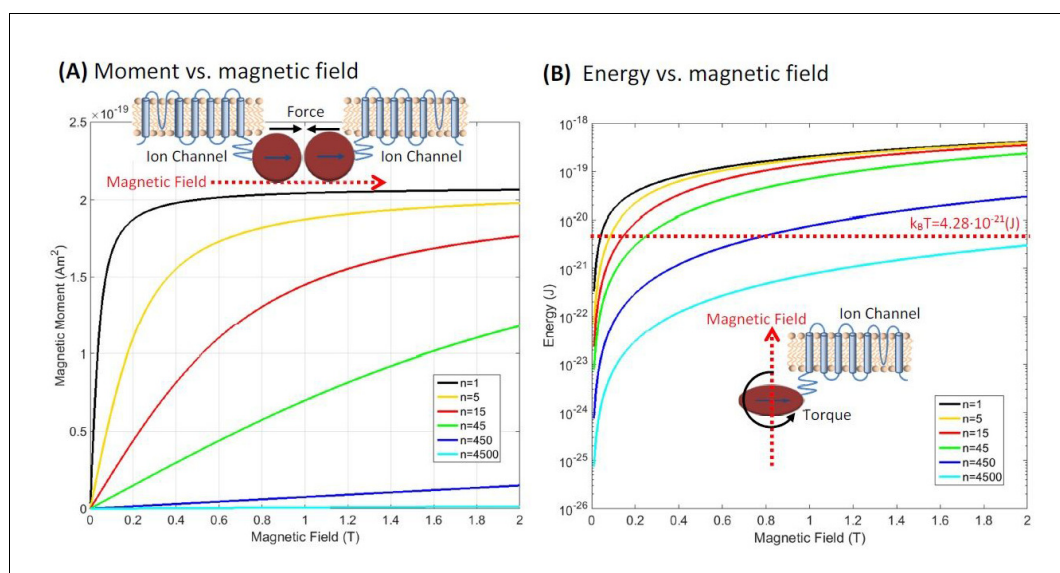 (A) Moment vs. magnetic field
×10⁻¹⁹
2.5
2
1.5
1
0.5
0
Magnetic Moment (Am²)
Force
Ion Channel
Ion Channel
Magnetic Field
n=1
n=5
n=15
n=45
n=450
n=4500
0 0.2 0.4 0.6 0.8 1 1.2 1.4 1.6 1.8 2
Magnetic Field (T)
(B) Energy vs. magnetic field
10⁻¹⁸
10⁻¹⁹
10⁻²⁰
10⁻²¹
10⁻²²
10⁻²³
10⁻²⁴
10⁻²⁵
10⁻²⁶
Energy (J)
kBT=4.28·10⁻²¹(J)
Magnetic Field
Ion Channel
Torque
n=1
n=5
n=15
n=45
n=450
n=4500
0 0.2 0.4 0.6 0.8 1 1.2 1.4 1.6 1.8 2
Magnetic Field (T)